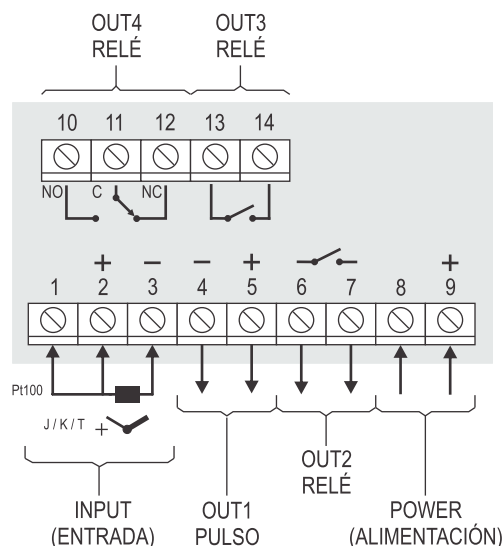 OUT4 OUT3
RELÉ RELÉ
10 11 12 13 14
NO C NC
+ − − + +
1 2 3 4 5 6 7 8 9
Pt100
J / K / T +
INPUT
(ENTRADA)
OUT1
PULSO
OUT2
RELÉ
POWER
(ALIMENTACIÓN)